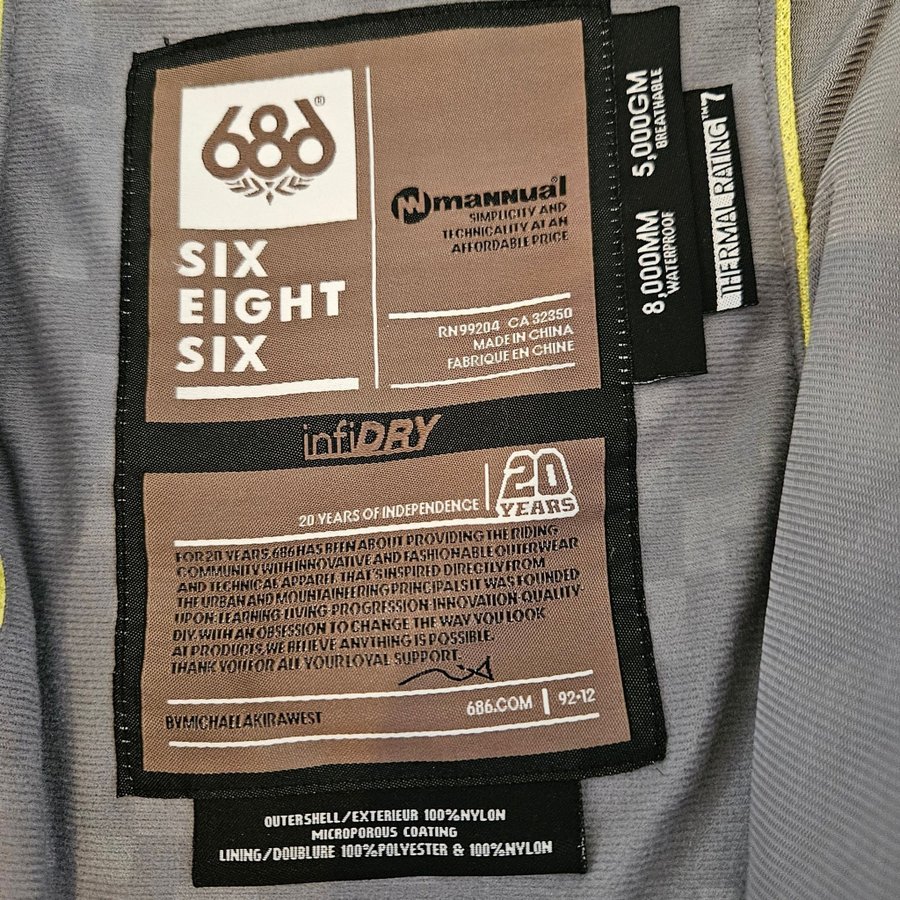 686®
SIX
EIGHT
SIX
mannual
SIMPLICITY AND
TECHNICALITY AT AN
AFFORDABLE PRICE
RN99204 CA 32350
MADE IN CHINA
FABRIQUE EN CHINE
5,000GM
BREATHABLE
8,000MM
WATERPROOF
THERMAL RATING™ 7
infiDRY
20 YEARS OF INDEPENDENCE
20
YEARS
FOR 20 YEARS, 686 HAS BEEN ABOUT PROVIDING THE RIDING
COMMUNITY WITH INNOVATIVE AND FASHIONABLE OUTERWEAR
AND TECHNICAL APPAREL THAT'S INSPIRED DIRECTLY FROM
THE URBAN AND MOUNTAINEERING PRINCIPALS IT WAS FOUNDED
UPON: LEARNING-LIVING-PROGRESSION-INNOVATION-QUALITY-
DIY. WITH AN OBSESSION TO CHANGE THE WAY YOU LOOK
AT PRODUCTS, WE BELIEVE ANYTHING IS POSSIBLE.
THANK YOU FOR ALL YOUR LOYAL SUPPORT.
BY MICHAEL AKIRA WEST
686.COM | 92-12
OUTERSHELL/EXTERIEUR 100%NYLON
MICROPOROUS COATING
LINING/DOUBLURE 100%POLYESTER & 100%NYLON